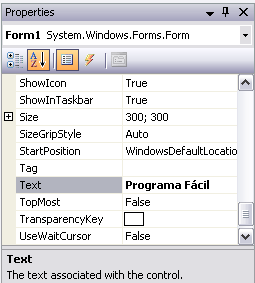 Properties
Form1 System.Windows.Forms.Form
ShowIcon True
ShowInTaskbar True
Size 300; 300
SizeGripStyle Auto
StartPosition WindowsDefaultLocatio
Tag
Text Programa Fácil
TopMost False
TransparencyKey
UseWaitCursor False
Text
The text associated with the control.